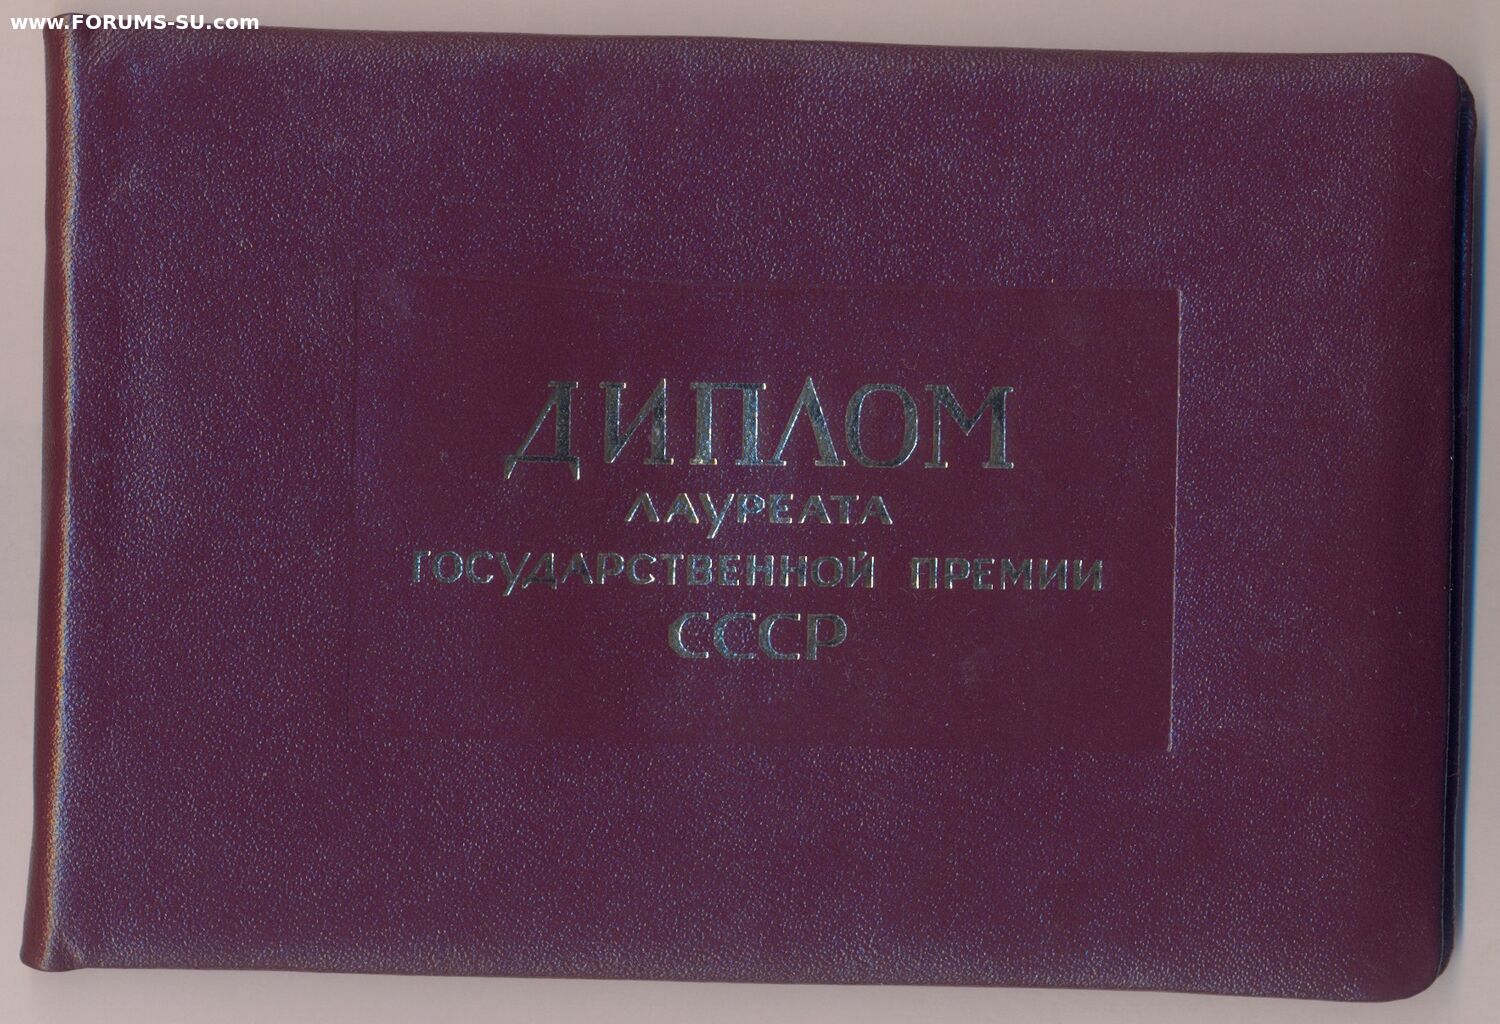 www.FORUMS-SU.com
ДИПЛОМ
ЛАУРЕАТА
ГОСУДАРСТВЕННОЙ ПРЕМИИ
СССР